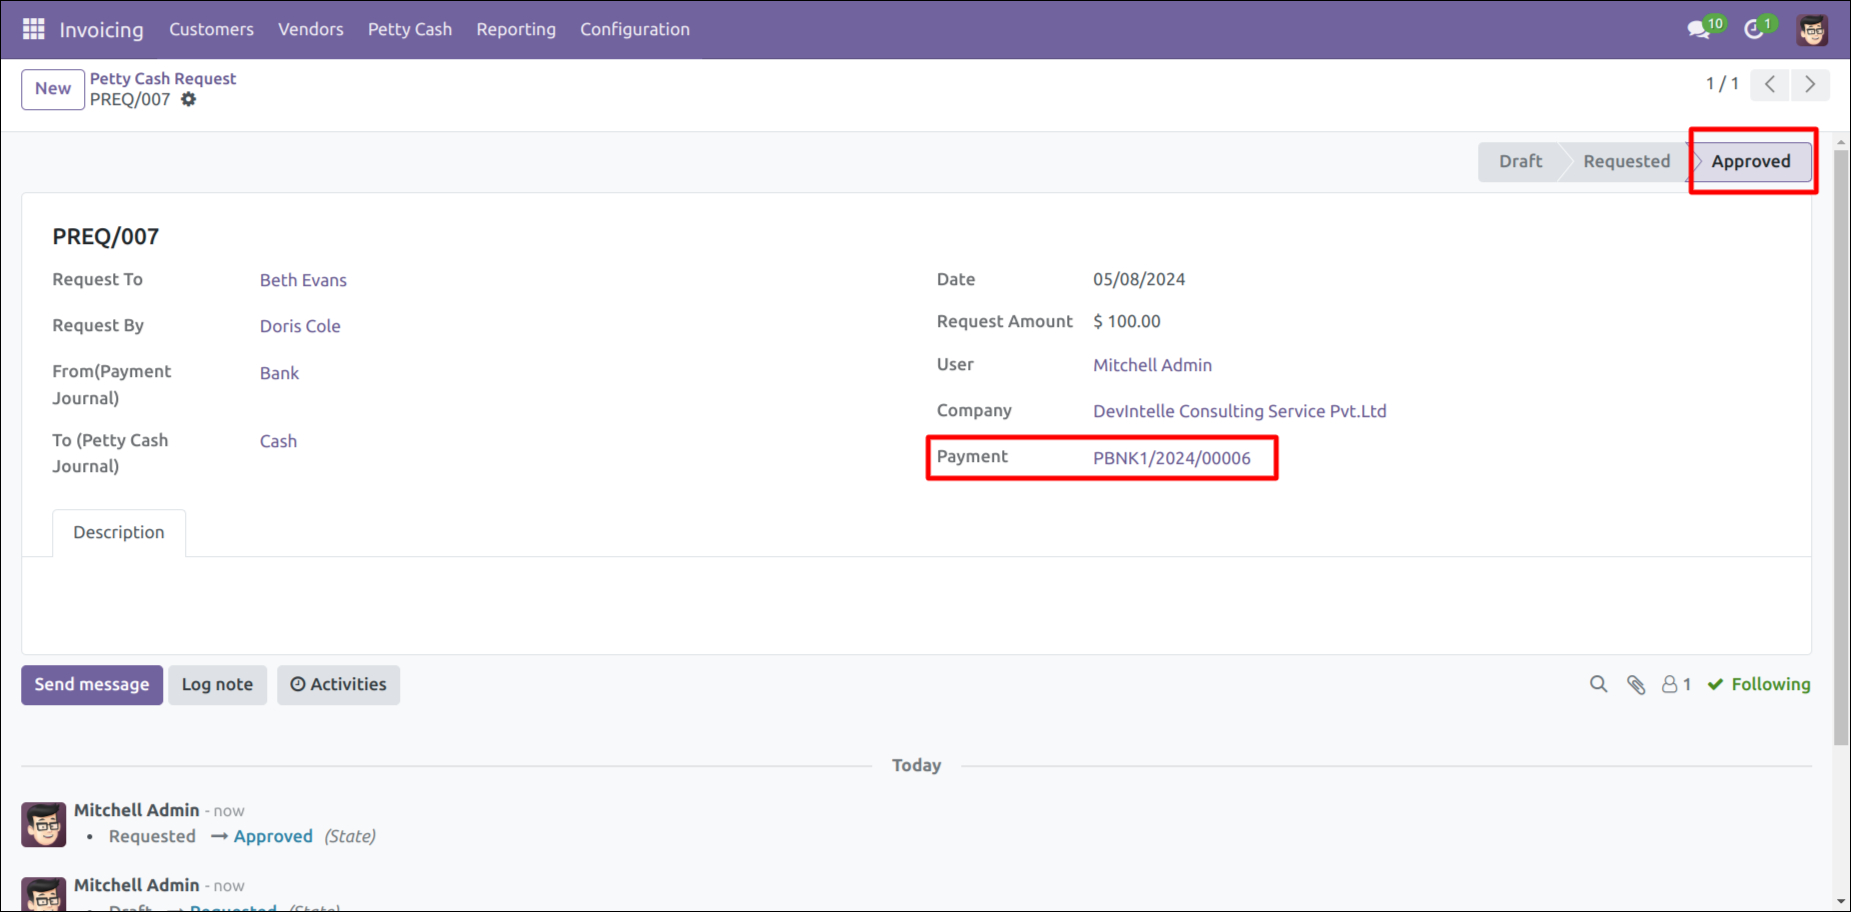 Invoicing Customers Vendors Petty Cash Reporting Configuration 10 1
New Petty Cash Request 1 / 1
PREQ/007
Draft Requested Approved
PREQ/007
Request To Beth Evans Date 05/08/2024
Request By Doris Cole Request Amount $ 100.00
From(Payment Journal) Bank User Mitchell Admin
To (Petty Cash Journal) Cash Company DevIntelle Consulting Service Pvt.Ltd
Payment PBNK1/2024/00006
Description
Send message Log note Activities 1 Following
Today
Mitchell Admin - now
• Requested → Approved (State)
Mitchell Admin - now
• Draft → Requested (State)